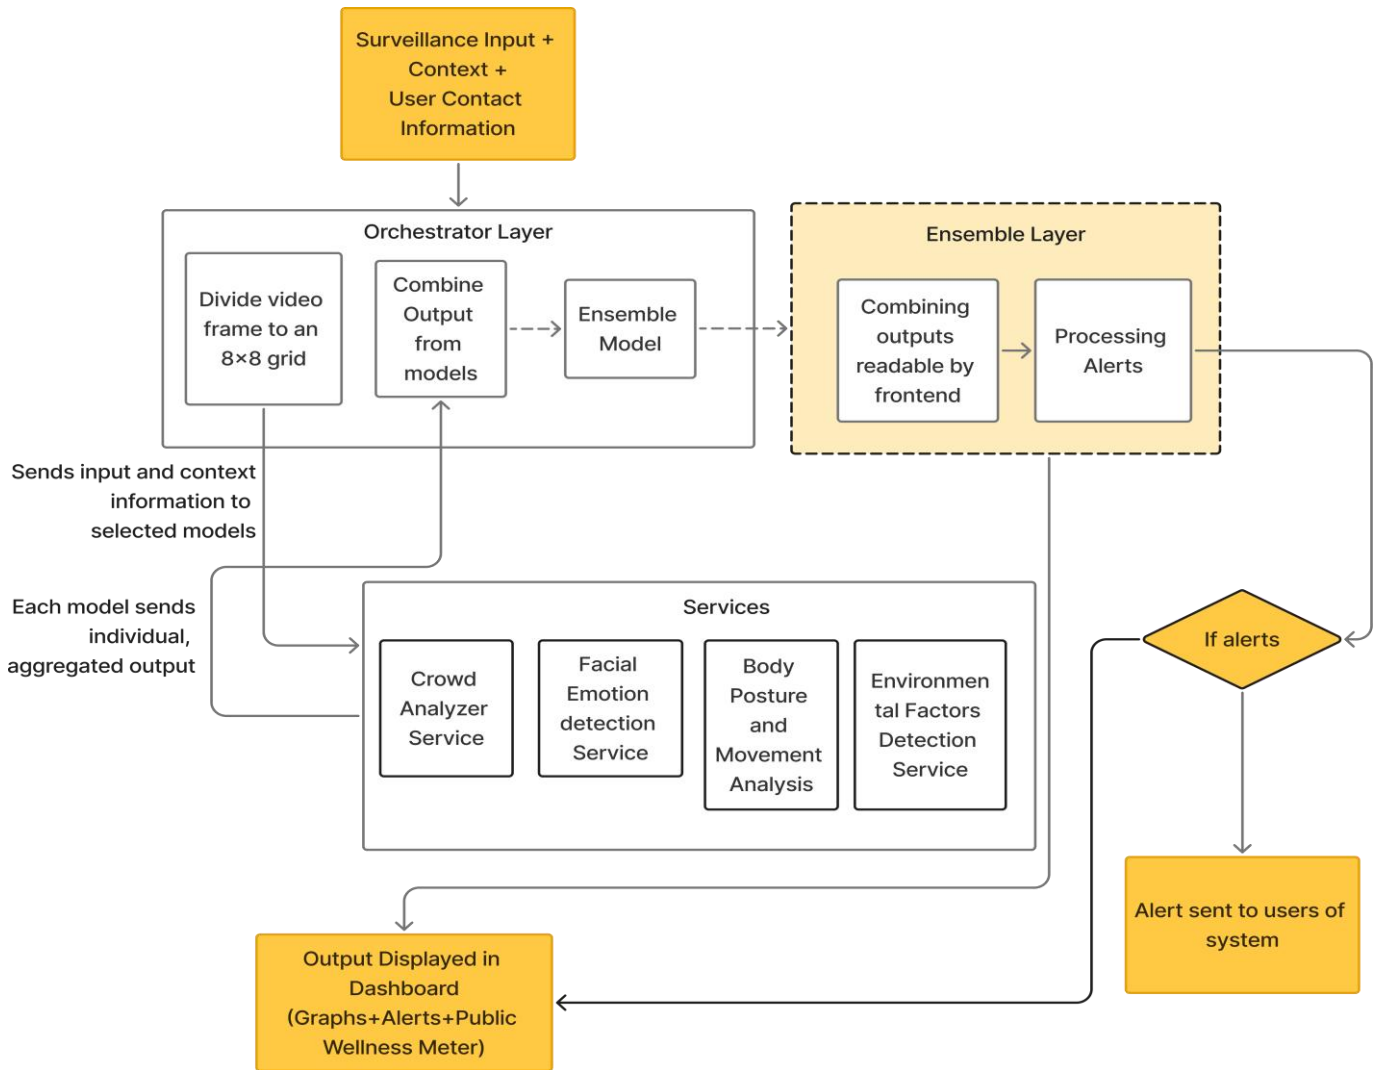 Surveillance Input +
Context +
User Contact
Information
Orchestrator Layer
Divide video
frame to an
8×8 grid
Combine
Output
from
models
Ensemble
Model
Ensemble Layer
Combining
outputs
readable by
frontend
Processing
Alerts
Sends input and context
information to
selected models
Each model sends
individual,
aggregated output
Services
Crowd
Analyzer
Service
Facial
Emotion
detection
Service
Body
Posture
and
Movement
Analysis
Environmen
tal Factors
Detection
Service
If alerts
Alert sent to users of
system
Output Displayed in
Dashboard
(Graphs+Alerts+Public
Wellness Meter)